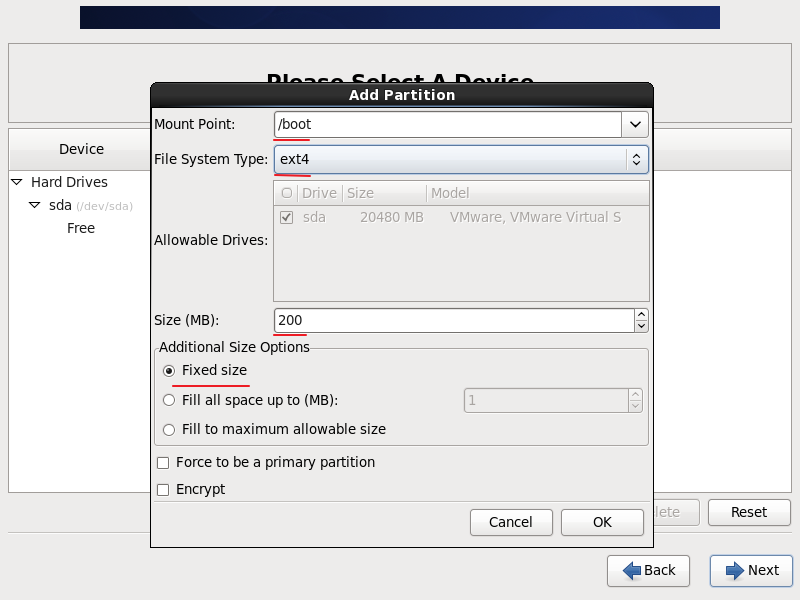 Please Select A Device
Add Partition
Mount Point: /boot
File System Type: ext4
Drive Size Model
sda 20480 MB VMware, VMware Virtual S
Allowable Drives:
Size (MB): 200
Additional Size Options
Fixed size
Fill all space up to (MB): 1
Fill to maximum allowable size
Force to be a primary partition
Encrypt
Cancel OK
Device
Hard Drives
sda (/dev/sda)
Free
Reset
Back Next